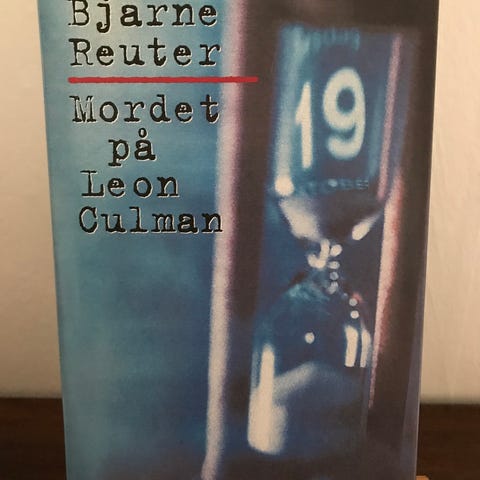 Bjarne
Reuter
Mordet
på
Leon
Culman
19